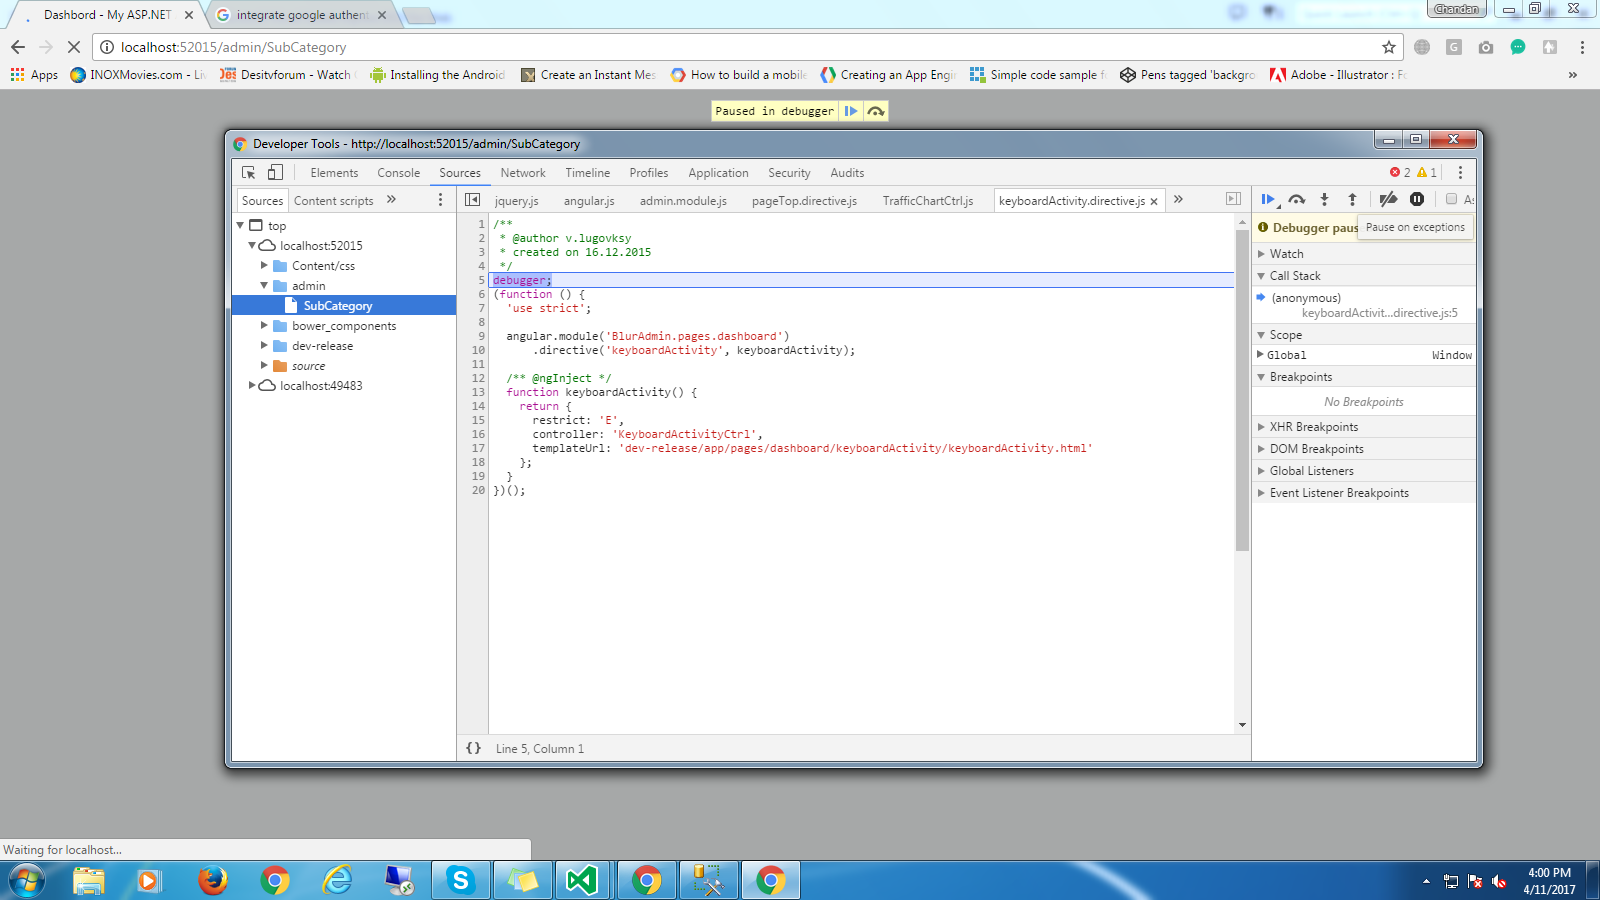 Dashbord - My ASP.NET
integrate google authent
Chandan
localhost:52015/admin/SubCategory
Apps
INOXMovies.com - Li
Desitvforum - Watch
Installing the Android
Create an Instant Mes
How to build a mobile
Creating an App Engi
Simple code sample f
Pens tagged 'backgro
Adobe - Illustrator : F
»
Paused in debugger
Developer Tools - http://localhost:52015/admin/SubCategory
Elements Console Sources Network Timeline Profiles Application Security Audits
2 1
Sources Content scripts »
jquery.js angular.js admin.module.js pageTop.directive.js TrafficChartCtrl.js keyboardActivity.directive.js × »
As
top
localhost:52015
Content/css
admin
SubCategory
bower_components
dev-release
source
localhost:49483
1 /**
2 * @author v.lugovksy
3 * created on 16.12.2015
4 */
5 debugger;
6 (function () {
7 'use strict';
8
9 angular.module('BlurAdmin.pages.dashboard')
10 .directive('keyboardActivity', keyboardActivity);
11
12 /** @ngInject */
13 function keyboardActivity() {
14 return {
15 restrict: 'E',
16 controller: 'KeyboardActivityCtrl',
17 templateUrl: 'dev-release/app/pages/dashboard/keyboardActivity/keyboardActivity.html'
18 };
19 }
20 })();
{} Line 5, Column 1
Debugger paus
Pause on exceptions
Watch
Call Stack
(anonymous)
keyboardActivit...directive.js:5
Scope
Global Window
Breakpoints
No Breakpoints
XHR Breakpoints
DOM Breakpoints
Global Listeners
Event Listener Breakpoints
Waiting for localhost...
4:00 PM
4/11/2017